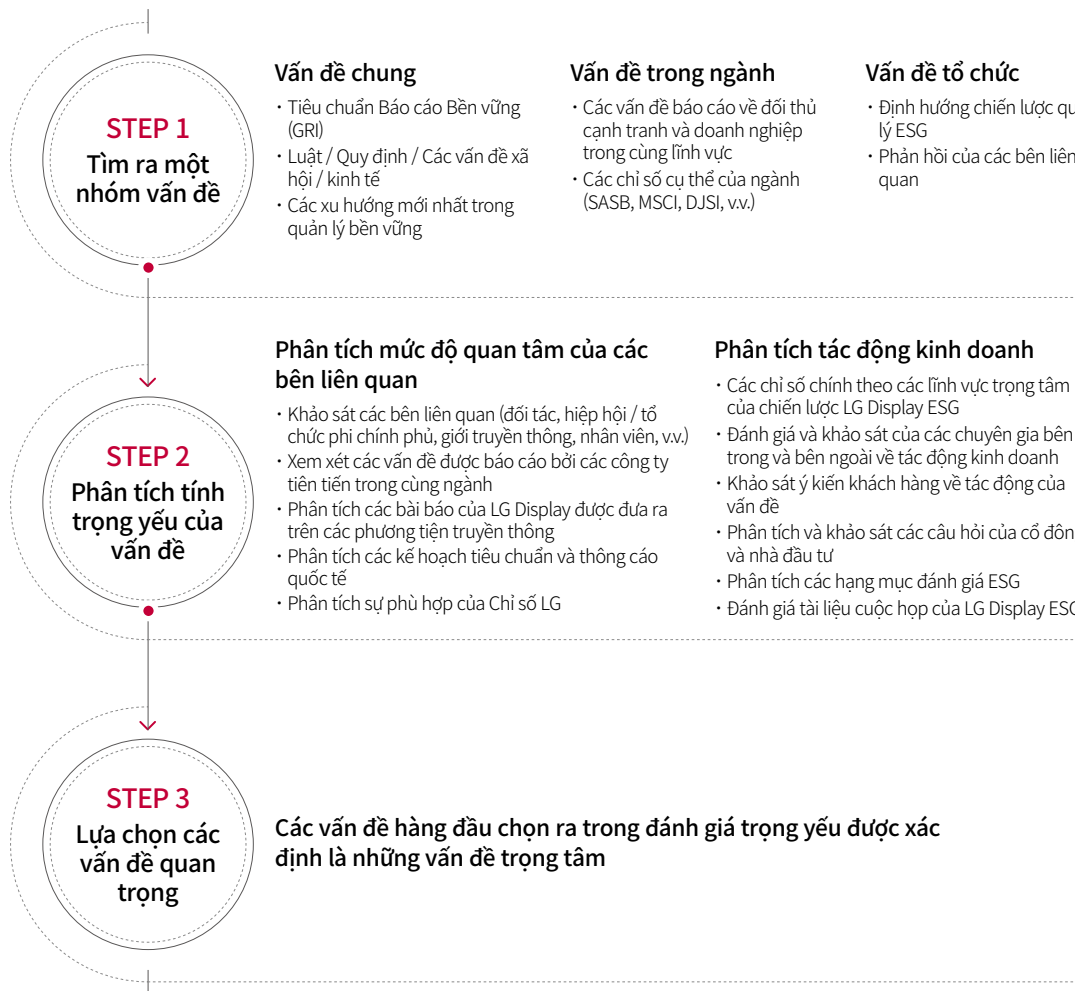 STEP 1
Tìm ra một
nhóm vấn đề
Vấn đề chung
· Tiêu chuẩn Báo cáo Bền vững
(GRI)
· Luật / Quy định / Các vấn đề xã
hội / kinh tế
· Các xu hướng mới nhất trong
quản lý bền vững
Vấn đề trong ngành
· Các vấn đề báo cáo về đối thủ
cạnh tranh và doanh nghiệp
trong cùng lĩnh vực
· Các chỉ số cụ thể của ngành
(SASB, MSCI, DJSI, v.v.)
Vấn đề tổ chức
· Định hướng chiến lược
lý ESG
· Phản hồi của các bên liên
quan
STEP 2
Phân tích tính
trọng yếu của
vấn đề
Phân tích mức độ quan tâm của các
bên liên quan
· Khảo sát các bên liên quan (đối tác, hiệp hội / tổ
chức phi chính phủ, giới truyền thông, nhân viên, v.v.)
· Xem xét các vấn đề được báo cáo bởi các công ty
tiên tiến trong cùng ngành
· Phân tích các bài báo của LG Display được đưa ra
trên các phương tiện truyền thông
· Phân tích các kế hoạch tiêu chuẩn và thông cáo
quốc tế
· Phân tích sự phù hợp của Chỉ số LG
Phân tích tác động kinh doanh
· Các chỉ số chính theo các lĩnh vực trọng tâm
của chiến lược LG Display ESG
· Đánh giá và khảo sát của các chuyên gia bên
trong và bên ngoài về tác động kinh doanh
· Khảo sát ý kiến khách hàng về tác động của
vấn đề
· Phân tích và khảo sát các câu hỏi của cổ
và nhà đầu tư
· Phân tích các hạng mục đánh giá ESG
· Đánh giá tài liệu cuộc họp của LG Display
STEP 3
Lựa chọn các
vấn đề quan
trọng
Các vấn đề hàng đầu chọn ra trong đánh giá trọng yếu được xác
định là những vấn đề trọng tâm